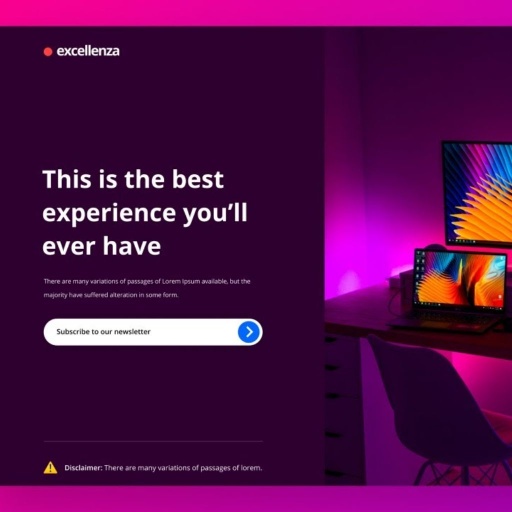 excellenza
This is the best
experience you’ll
ever have
There are many variations of passages of Lorem Ipsum available, but the
majority have suffered alteration in some form.
Subscribe to our newsletter
Disclaimer: There are many variations of passages of lorem.